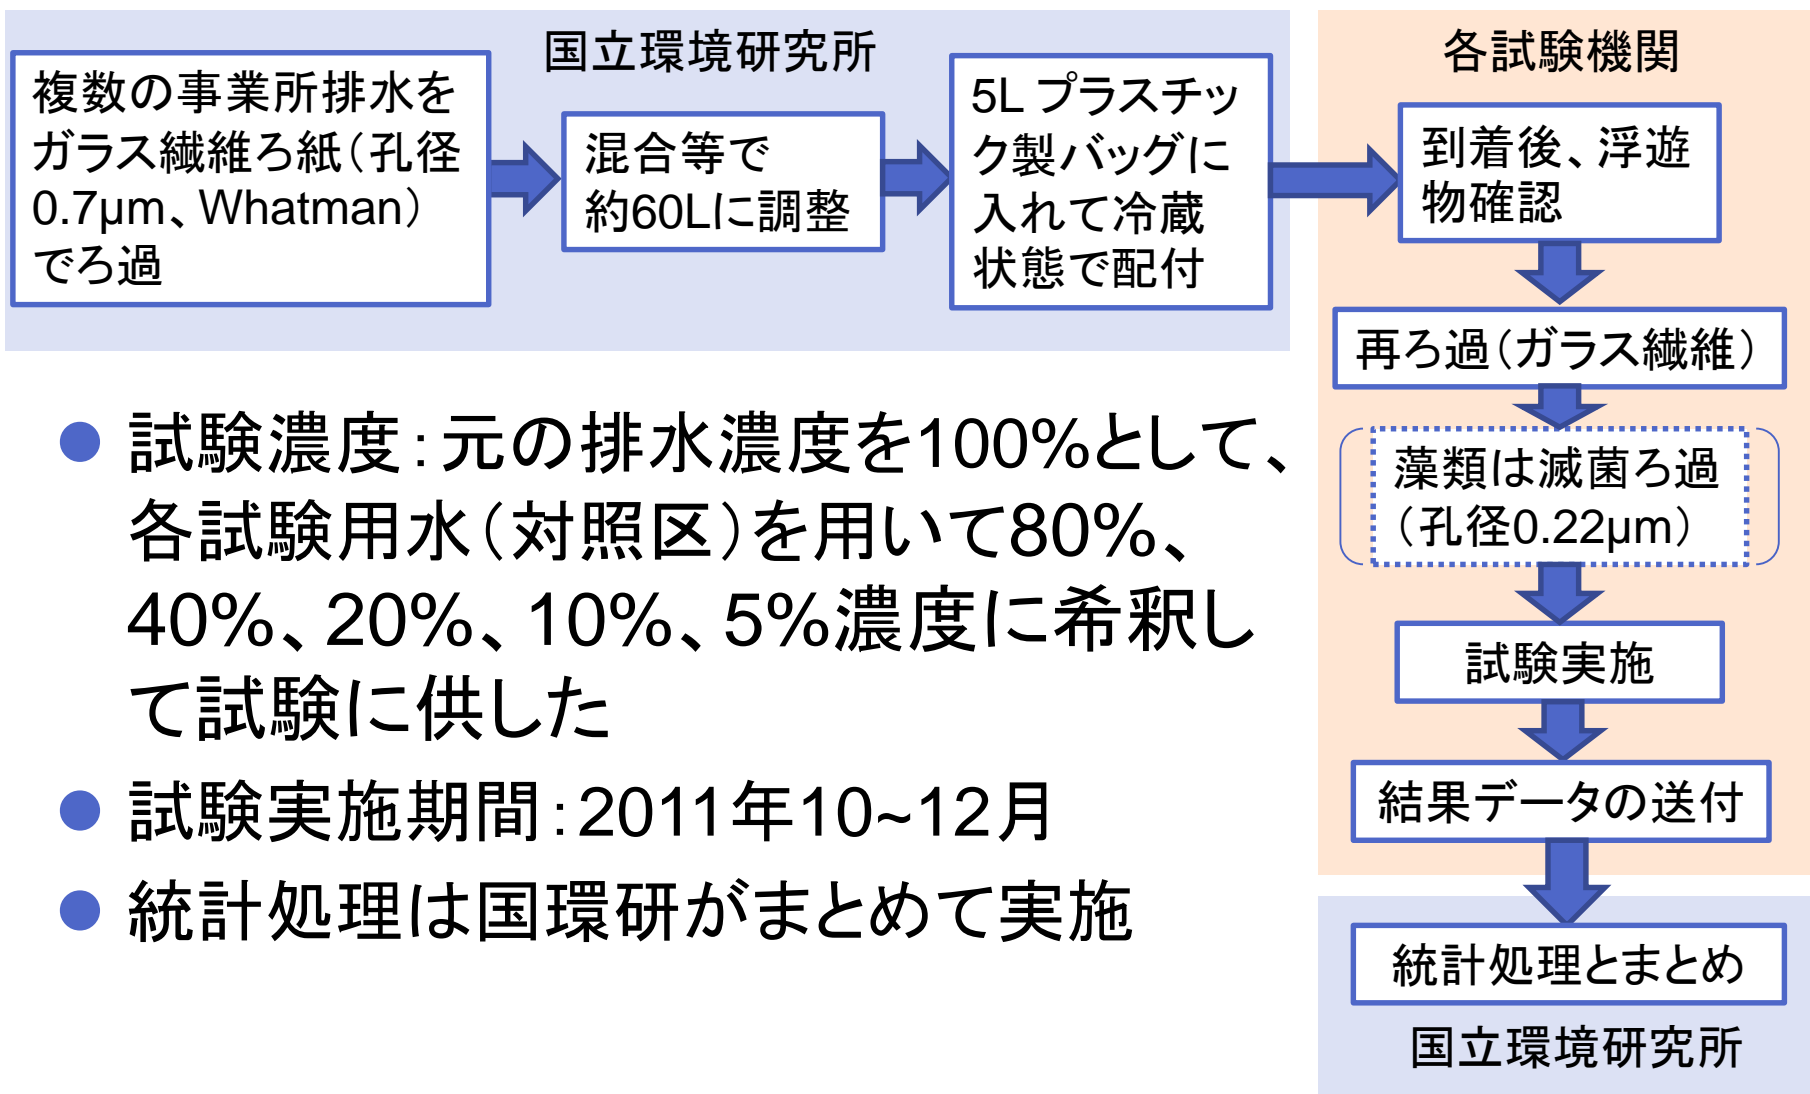 国立環境研究所
複数の事業所排水を
ガラス繊維ろ紙（孔径
0.7µm、Whatman）
でろ過
混合等で
約60Lに調整
5L プラスチッ
ク製バッグに
入れて冷蔵
状態で配付
各試験機関
到着後、浮遊
物確認
再ろ過（ガラス繊維）
藻類は滅菌ろ過
（孔径0.22µm）
試験実施
結果データの送付
統計処理とまとめ
国立環境研究所
● 試験濃度：元の排水濃度を100%として、
各試験用水（対照区）を用いて80%、
40%、20%、10%、5%濃度に希釈し
て試験に供した
● 試験実施期間：2011年10~12月
● 統計処理は国環研がまとめて実施